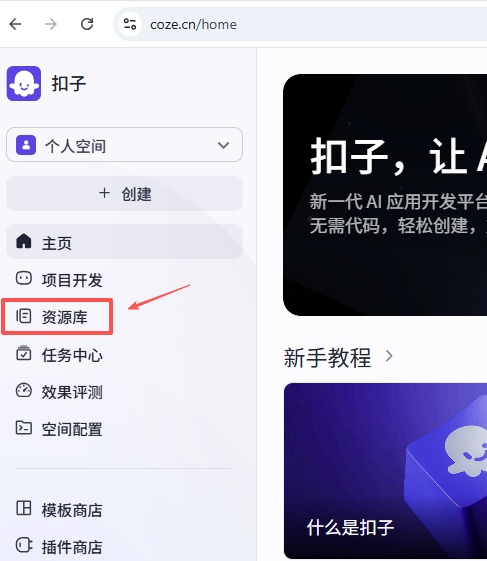 coze.cn/home
扣子
个人空间
+ 创建
主页
项目开发
资源库
任务中心
效果评测
空间配置
模板商店
插件商店
扣子，让 A
新一代 AI 应用开发平台
无需代码，轻松创建，
新手教程 >
什么是扣子